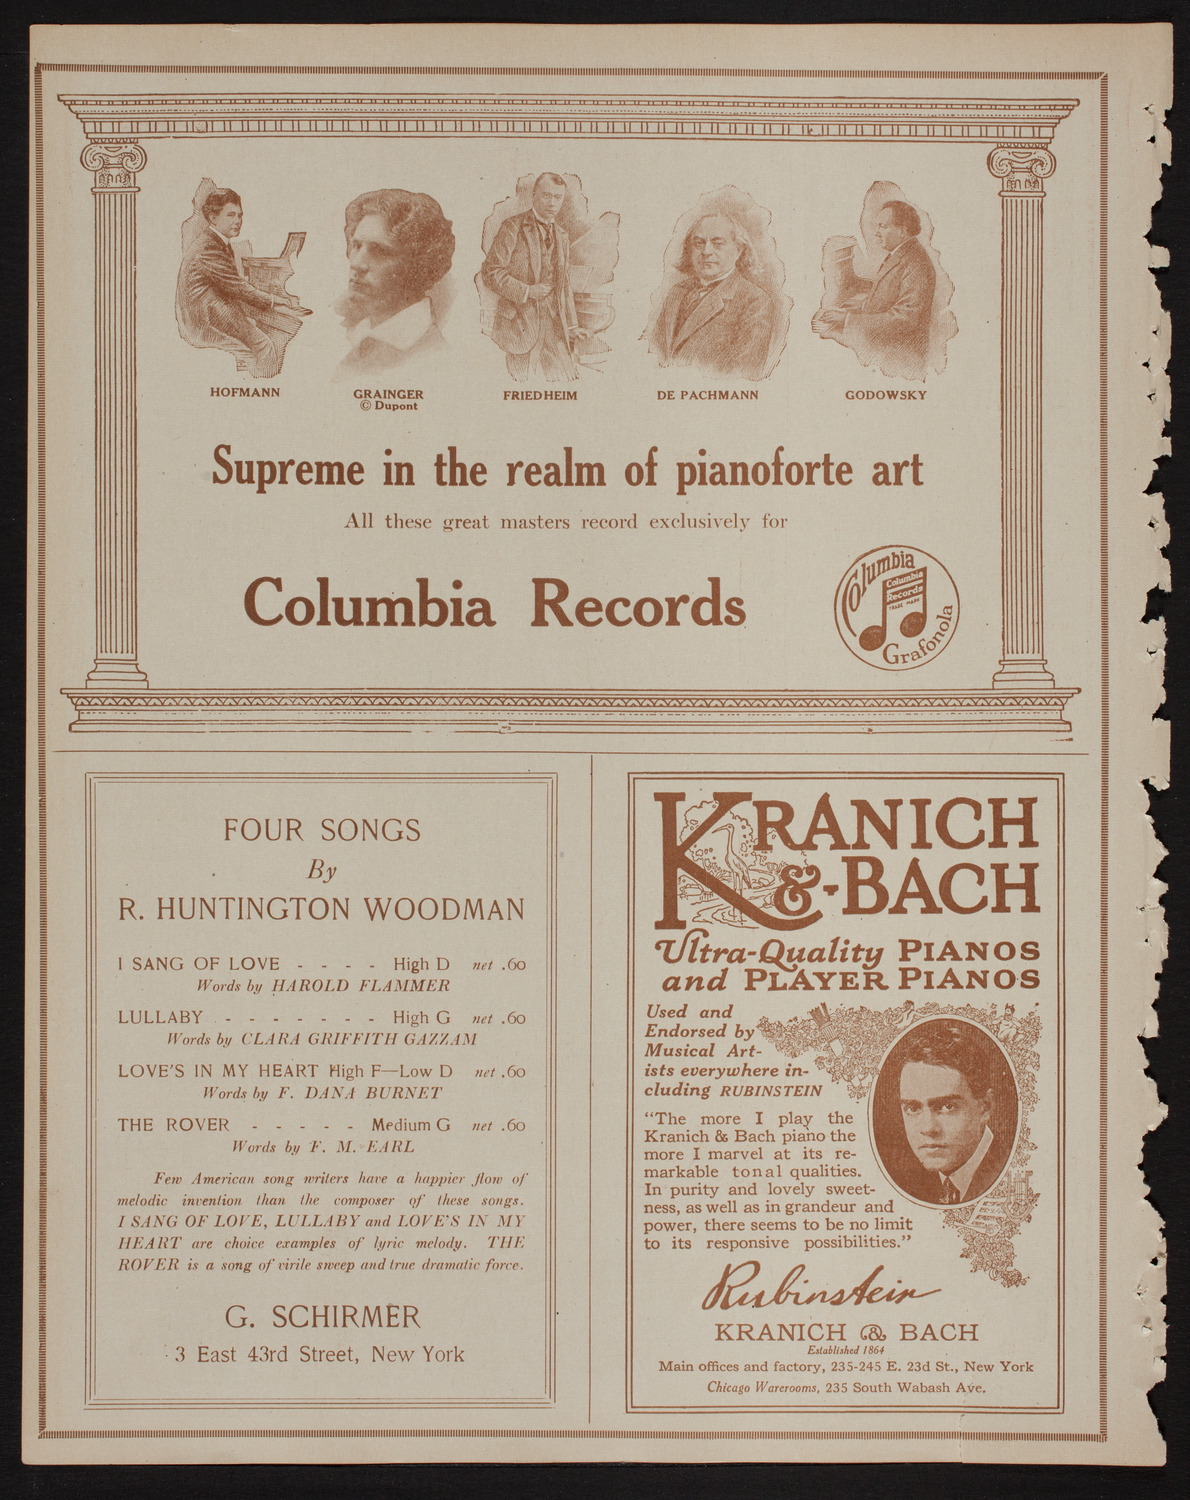 HOFMANN
GRAINGER
© Dupont
FRIEDHEIM
DE PACHMANN
GODOWSKY
Supreme in the realm of pianoforte art
All these great masters record exclusively for
Columbia Records
Columbia
Columbia
Records
TRADE MARK
Grafonola
FOUR SONGS
By
R. HUNTINGTON WOODMAN
I SANG OF LOVE - - - - High D net .60
Words by HAROLD FLAMMER
LULLABY - - - - - - - High G net .60
Words by CLARA GRIFFITH GAZZAM
LOVE'S IN MY HEART High F—Low D net .60
Words by F. DANA BURNET
THE ROVER - - - - - Medium G net .60
Words by F. M. EARL
Few American song writers have a happier flow of
melodic invention than the composer of these songs.
I SANG OF LOVE, LULLABY and LOVE'S IN MY
HEART are choice examples of lyric melody. THE
ROVER is a song of virile sweep and true dramatic force.
G. SCHIRMER
3 East 43rd Street, New York
KRANICH
&-BACH
Ultra-Quality PIANOS
and PLAYER PIANOS
Used and
Endorsed by
Musical Art-
ists everywhere in-
cluding RUBINSTEIN
"The more I play the
Kranich & Bach piano the
more I marvel at its re-
markable tonal qualities.
In purity and lovely sweet-
ness, as well as in grandeur and
power, there seems to be no limit
to its responsive possibilities."
Rubinstein
KRANICH & BACH
Established 1864
Main offices and factory, 235-245 E. 23d St., New York
Chicago Warerooms, 235 South Wabash Ave.